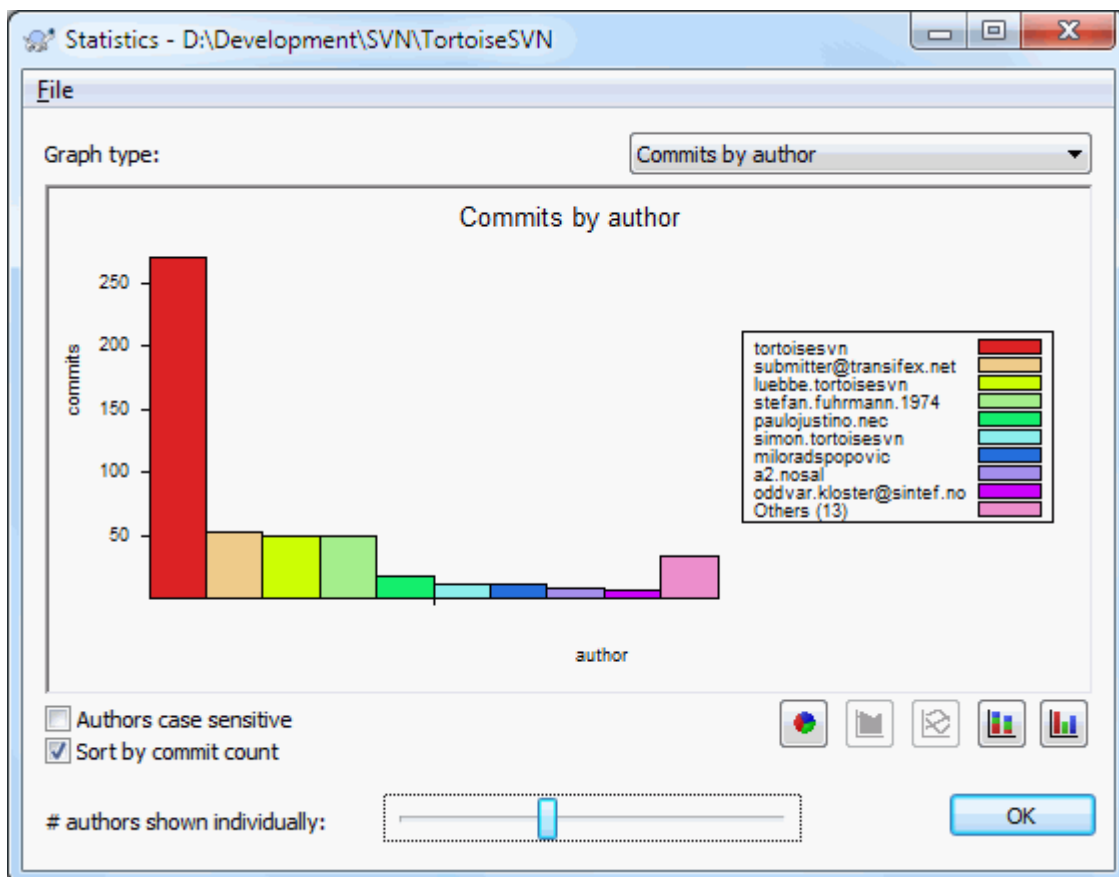 Statistics - D:\Development\SVN\TortoiseSVN
File
Graph type:
Commits by author
Commits by author
250
200
150
100
50
commits
author
tortoisesvn
submitter@transifex.net
luebbe.tortoisesvn
stefan.fuhrmann.1974
paulojustino.nec
simon.tortoisesvn
miloradspopovic
a2.nosal
oddvar.kloster@sintef.no
Others (13)
Authors case sensitive
Sort by commit count
# authors shown individually:
OK